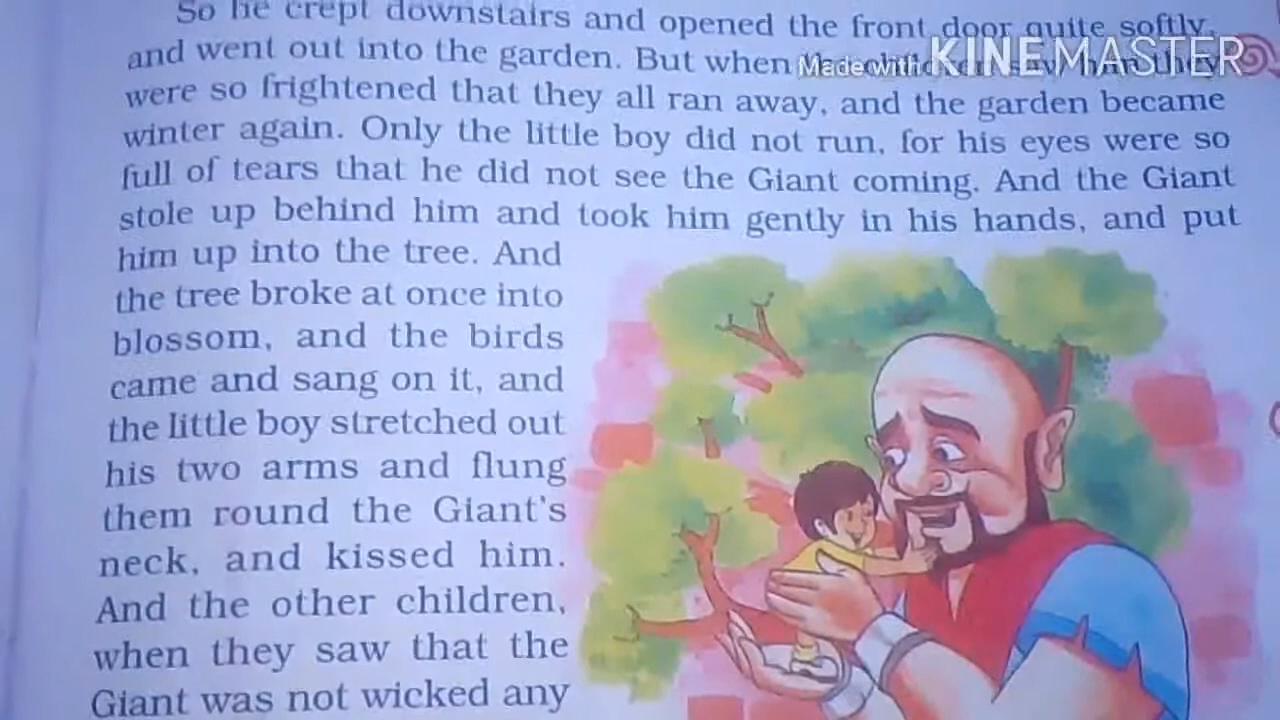 So he crept downstairs and opened the front door quite softly,
and went out into the garden. But when the children saw him they
Made with KINEMASTER
were so frightened that they all ran away, and the garden became
winter again. Only the little boy did not run, for his eyes were so
full of tears that he did not see the Giant coming. And the Giant
stole up behind him and took him gently in his hands, and put
him up into the tree. And
the tree broke at once into
blossom, and the birds
came and sang on it, and
the little boy stretched out
his two arms and flung
them round the Giant's
neck, and kissed him.
And the other children,
when they saw that the
Giant was not wicked any